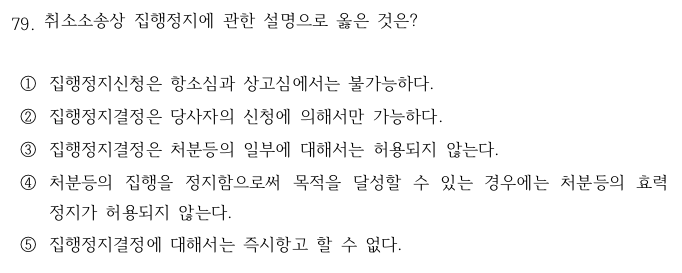 79. 취소소송상 집행정지에 관한 설명으로 옳은 것은?
① 집행정지신청은 항소심과 상고심에서는 불가능하다.
② 집행정지결정은 당사자의 신청에 의해서만 가능하다.
③ 집행정지결정은 처분등의 일부에 대해서는 허용되지 않는다.
④ 처분등의 집행을 정지함으로써 목적을 달성할 수 있는 경우에는 처분등의 효력
정지가 허용되지 않는다.
⑤ 집행정지결정에 대해서는 즉시항고 할 수 없다.